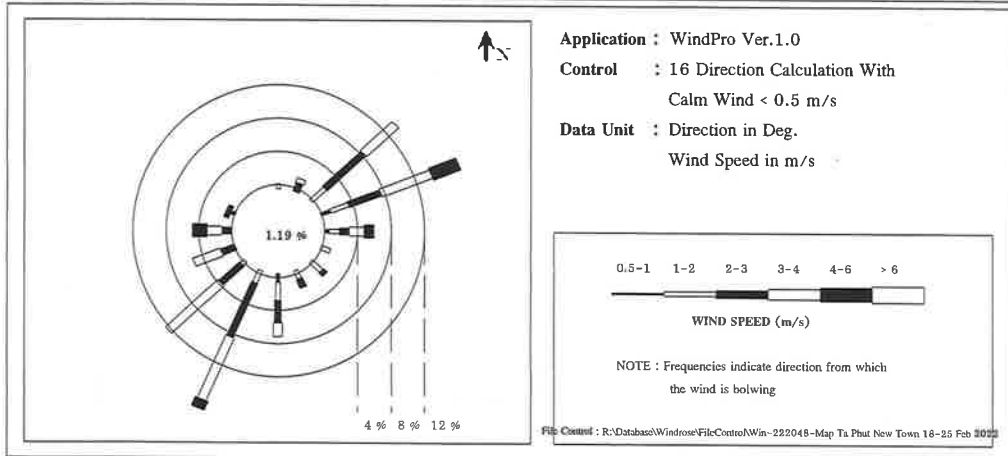 N
1.19 %
4 % 8 % 12 %
Application : WindPro Ver.1.0
Control : 16 Direction Calculation With
Calm Wind < 0.5 m/s
Data Unit : Direction in Deg.
Wind Speed in m/s
0.5-1 1-2 2-3 3-4 4-6 > 6
WIND SPEED (m/s)
NOTE : Frequencies indicate direction from which
the wind is bolwing
File Control : R:\Database\Windrose\FileControl\Win-222048-Map Ta Phut New Town 18-25 Feb 2022